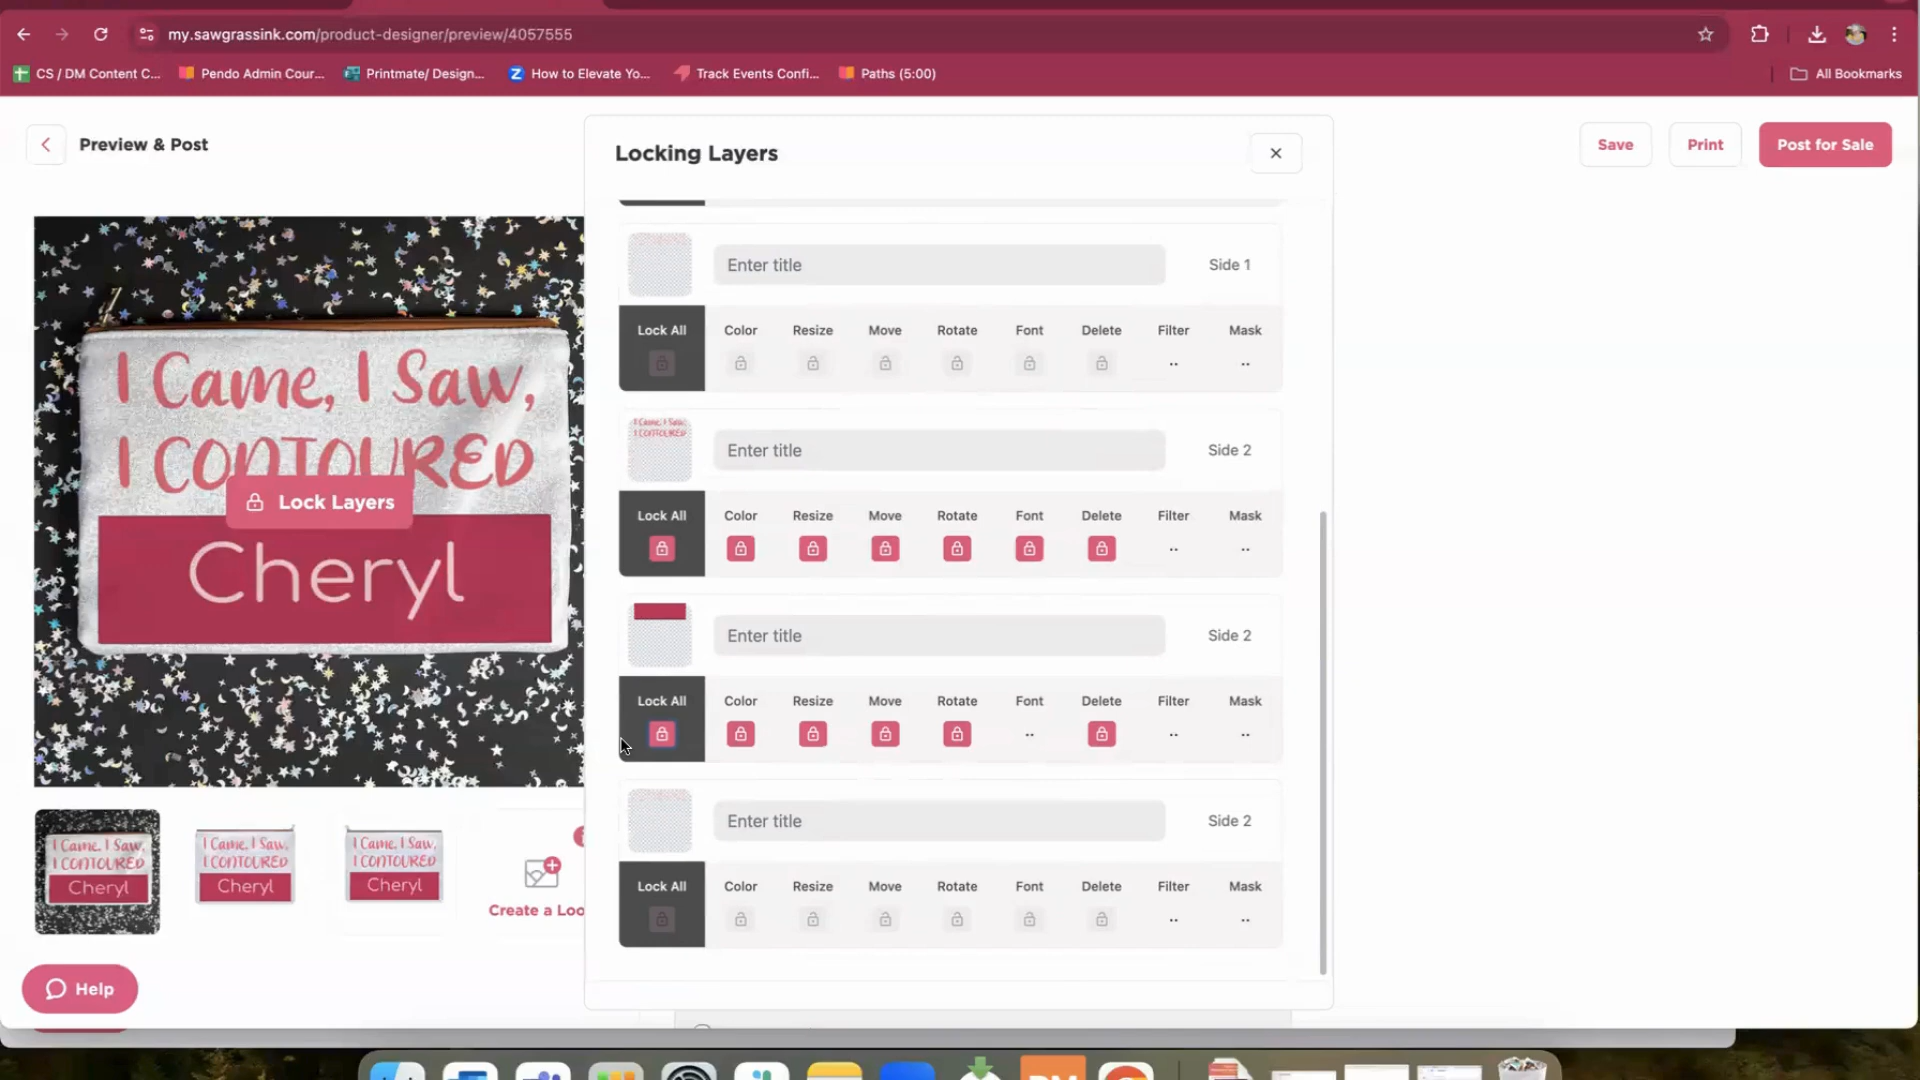 my.sawgrassink.com/product-designer/preview/4057555
CS / DM Content C...
Pendo Admin Cour...
Printmate/ Design...
How to Elevate Yo...
Track Events Confi...
Paths (5:00)
All Bookmarks
Preview & Post
Save
Print
Post for Sale
Locking Layers
Enter title
Side 1
Lock All Color Resize Move Rotate Font Delete Filter Mask
-- --
I Came, I Saw,
I CONTOURED
Enter title
Side 2
Lock All Color Resize Move Rotate Font Delete Filter Mask
-- --
Enter title
Side 2
Lock All Color Resize Move Rotate Font Delete Filter Mask
-- -- --
Enter title
Side 2
Lock All Color Resize Move Rotate Font Delete Filter Mask
-- --
I Came, I Saw,
I CONTOURED
Lock Layers
Cheryl
I Came, I Saw,
I CONTOURED
Cheryl
I Came, I Saw,
I CONTOURED
Cheryl
I Came, I Saw,
I CONTOURED
Cheryl
Create a Loo
Help